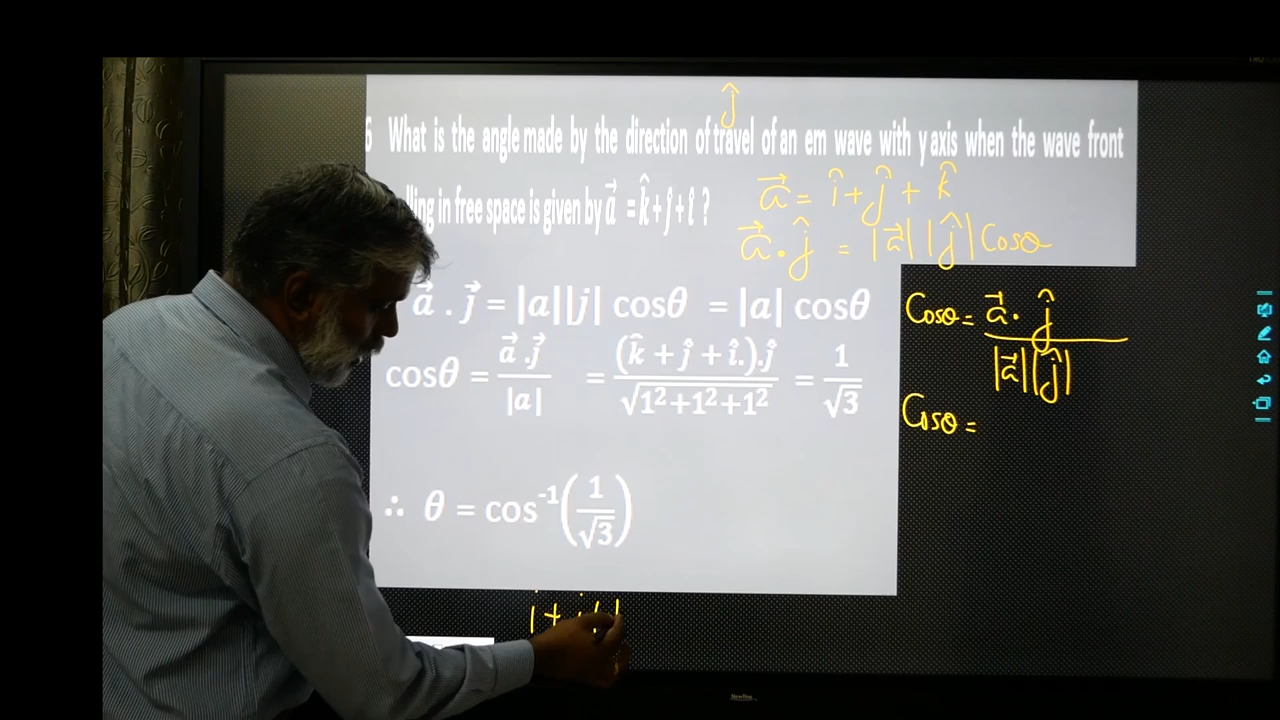 ĵ
6 What is the angle made by the direction of travel of an em wave with y axis when the wave front
lling in free space is given by a⃗ = k̂ + ĵ + î ?
a⃗ = î + ĵ + k̂
a⃗ . ĵ = |a⃗| |ĵ| Cosθ
a⃗ . j⃗ = |a||j| cosθ = |a| cosθ
Cosθ = a⃗ . ĵ / |a⃗| |ĵ|
cosθ = a⃗ .j⃗ / |a| = (k̂ + ĵ + î.).ĵ / √1²+1²+1² = 1 / √3
Cosθ =
∴ θ = cos⁻¹(1/√3)
i +
Newline